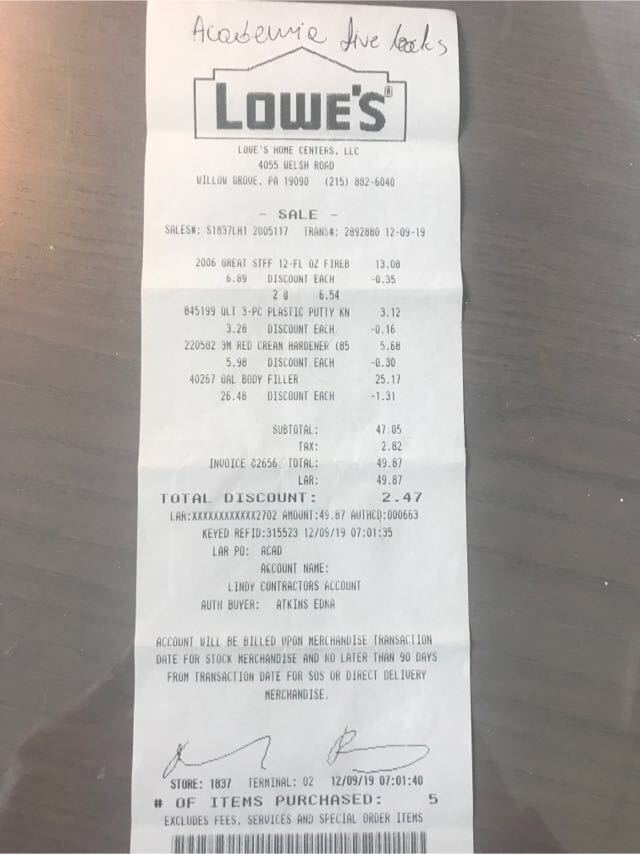 Academia five leaks
LOWE'S®
LOWE'S HOME CENTERS, LLC
4055 WELSH ROAD
WILLOW GROVE, PA 19090 (215) 882-6040
- SALE -
SALES#: S1837LH1 2005117 TRANS#: 2892880 12-09-19
2006 GREAT STFF 12-FL OZ FIREB 13.08
6.89 DISCOUNT EACH -0.35
2 @ 6.54
845199 QLT 3-PC PLASTIC PUTTY KN 3.12
3.28 DISCOUNT EACH -0.16
220582 3M RED CREAM HARDENER (85 5.68
5.98 DISCOUNT EACH -0.30
40267 GAL BODY FILLER 25.17
26.48 DISCOUNT EACH -1.31
SUBTOTAL: 47.05
TAX: 2.82
INVOICE 02656 TOTAL: 49.87
LAR: 49.87
TOTAL DISCOUNT: 2.47
LAR:XXXXXXXXXXXX2702 AMOUNT:49.87 AUTHCD:000663
KEYED REFID:315523 12/09/19 07:01:35
LAR PO: ACAD
ACCOUNT NAME:
LINDY CONTRACTORS ACCOUNT
AUTH BUYER: ATKINS EDNA
ACCOUNT WILL BE BILLED UPON MERCHANDISE TRANSACTION
DATE FOR STOCK MERCHANDISE AND NO LATER THAN 90 DAYS
FROM TRANSACTION DATE FOR SOS OR DIRECT DELIVERY
MERCHANDISE.
STORE: 1837 TERMINAL: 02 12/09/19 07:01:40
# OF ITEMS PURCHASED: 5
EXCLUDES FEES, SERVICES AND SPECIAL ORDER ITEMS